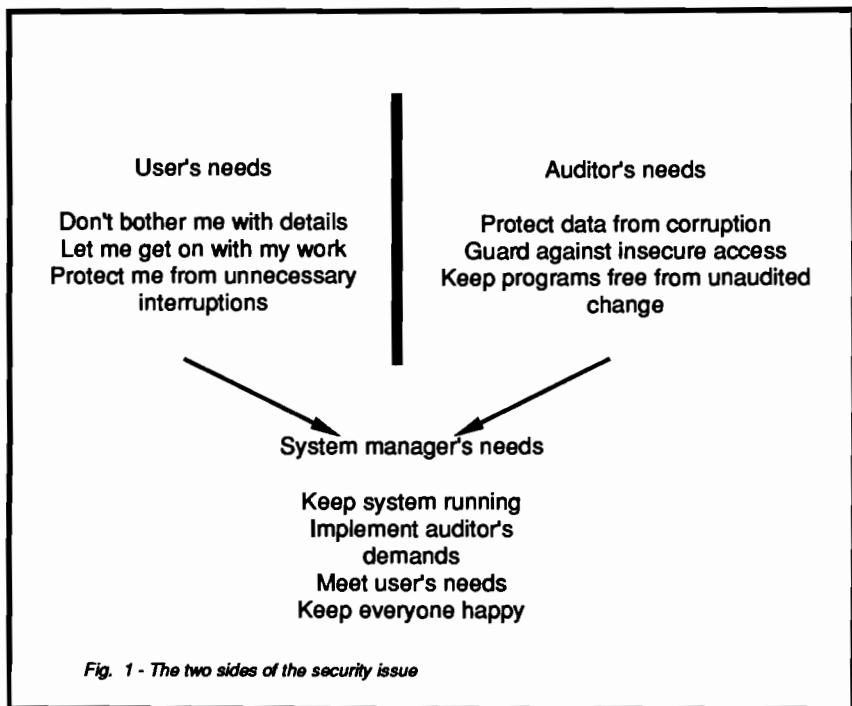 User's needs
Don't bother me with details
Let me get on with my work
Protect me from unnecessary
interruptions
Auditor's needs
Protect data from corruption
Guard against insecure access
Keep programs free from unaudited
change
System manager's needs
Keep system running
Implement auditor's
demands
Meet user's needs
Keep everyone happy
Fig. 1 - The two sides of the security issue